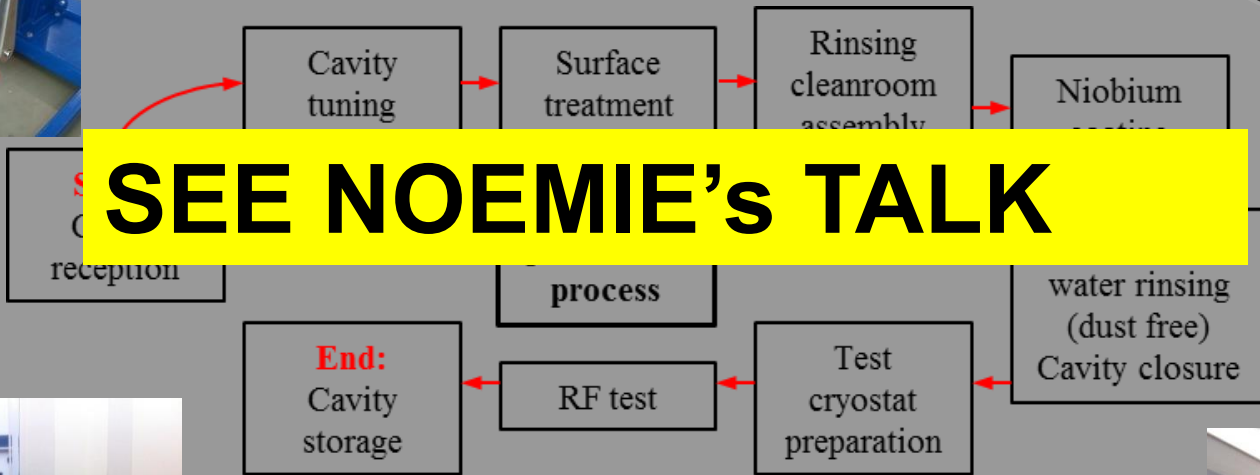 Cavity
tuning
Surface
treatment
Rinsing
cleanroom
assembly
Niobium
SEE NOEMIE’s TALK
reception
process
water rinsing
(dust free)
Cavity closure
Test
cryostat
preparation
RF test
End:
Cavity
storage